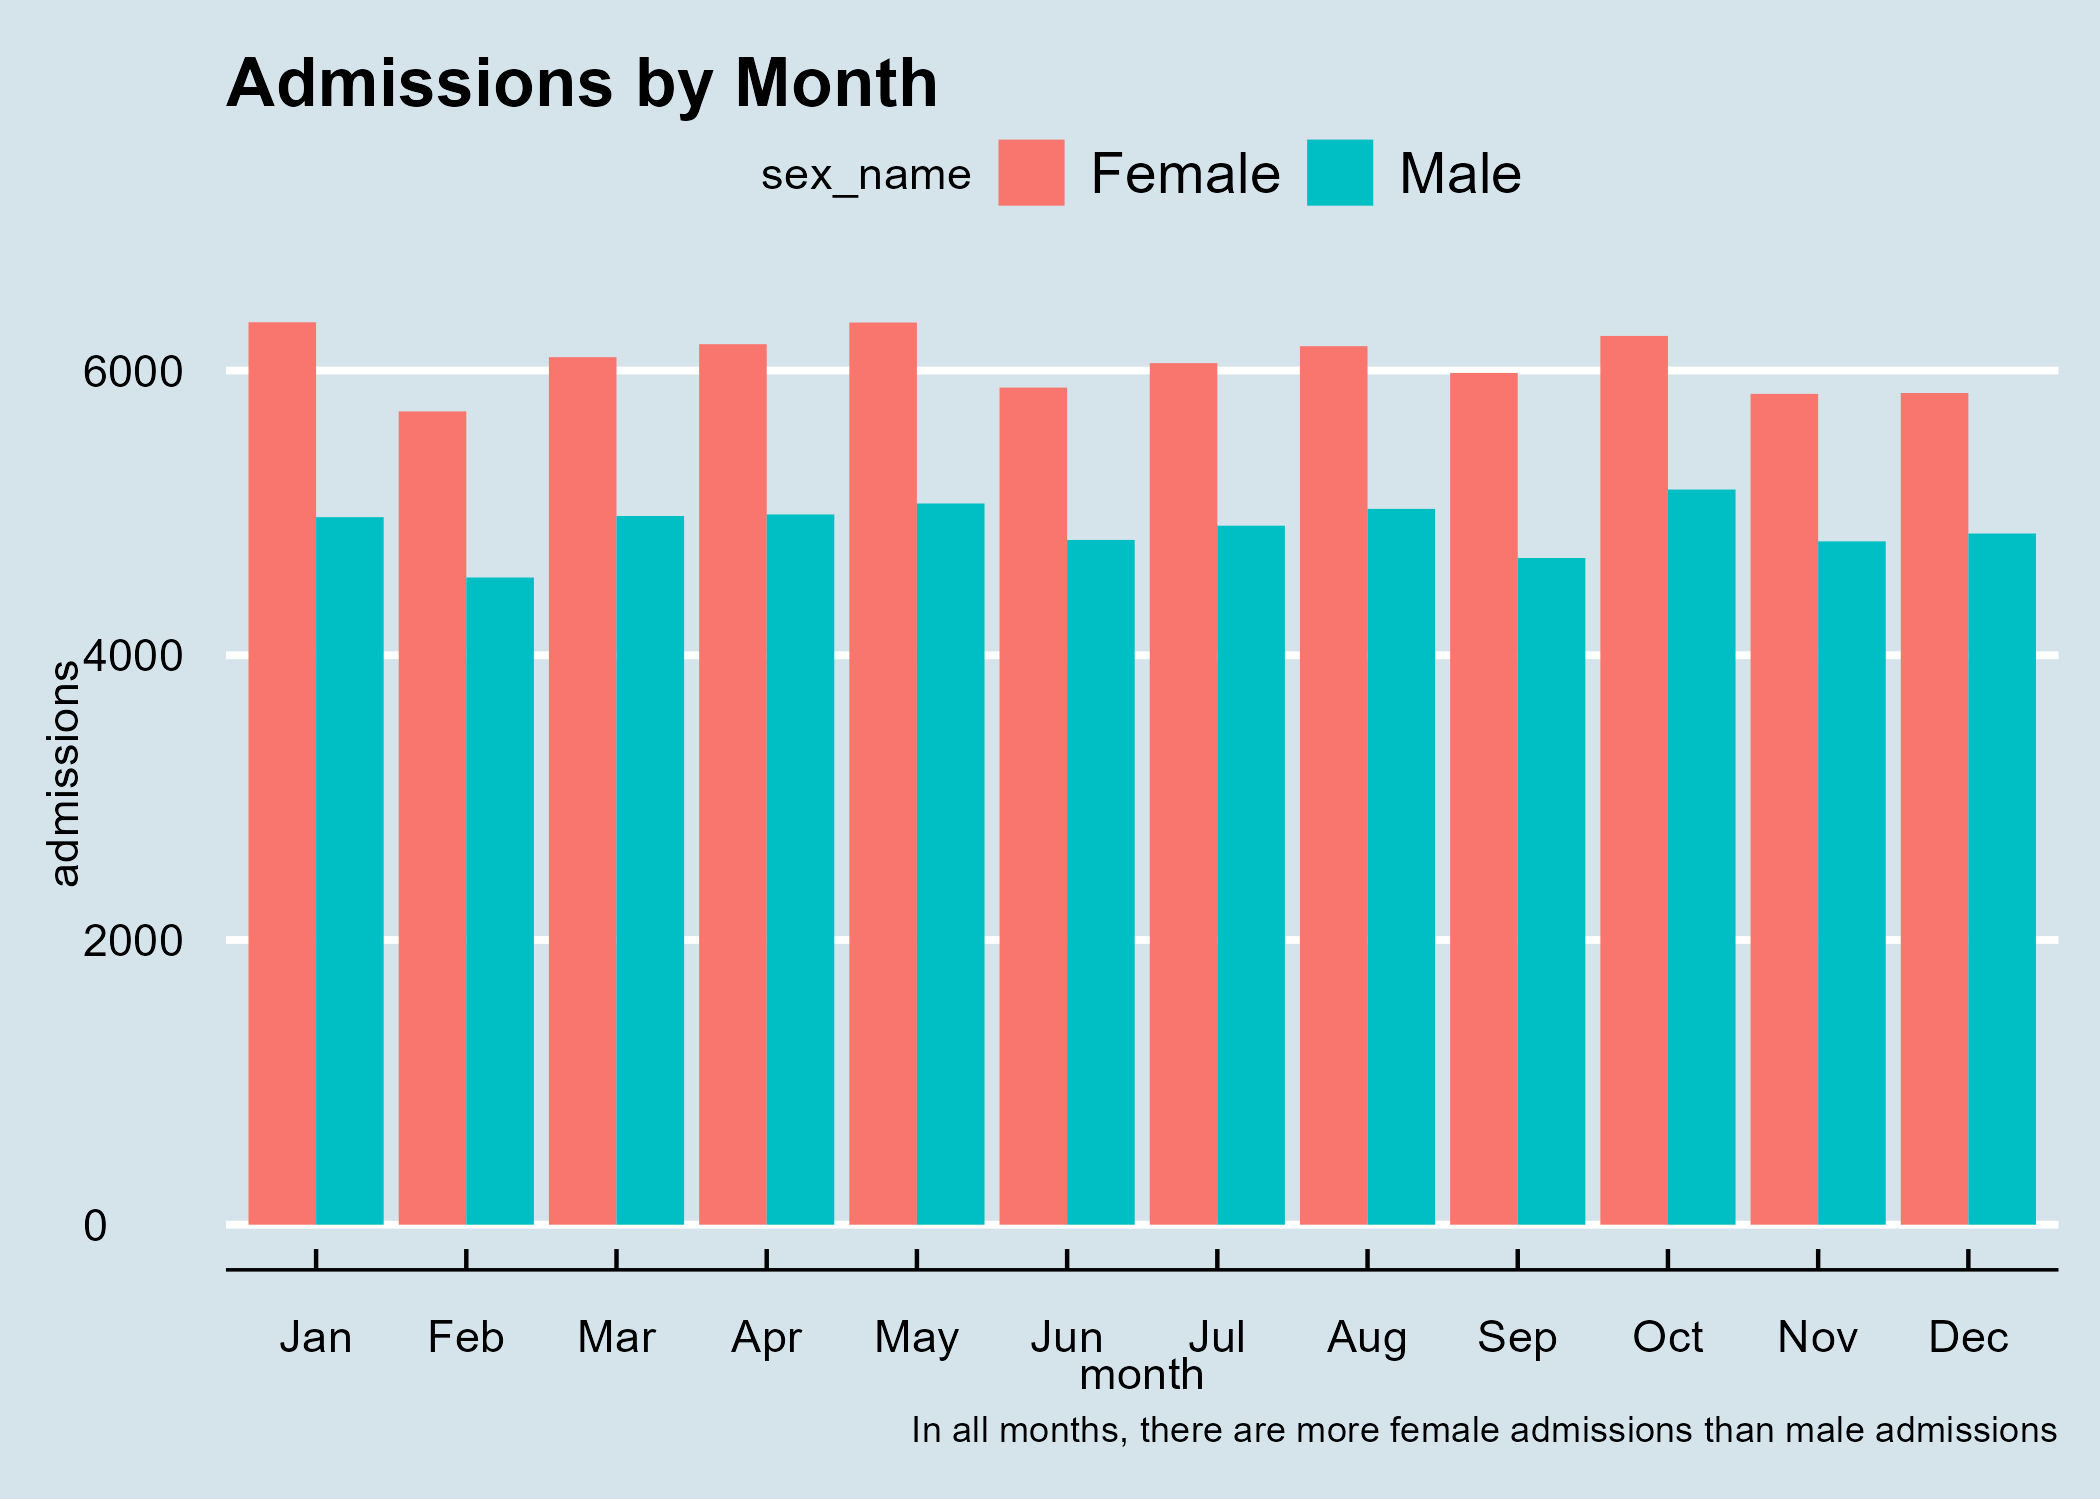 Admissions by Month
sex_name Female Male
6000
4000
2000
0
admissions
Jan Feb Mar Apr May Jun Jul Aug Sep Oct Nov Dec
month
In all months, there are more female admissions than male admissions